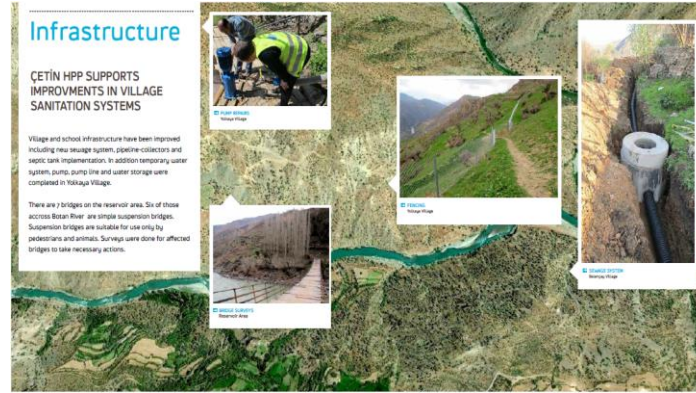 Infrastructure
ÇETİN HPP SUPPORTS
IMPROVMENTS IN VILLAGE
SANITATION SYSTEMS
Village and school infrastructure have been improved
including new sewage system, pipeline-collectors and
septic tank implementation. In addition temporary water
system, pump, pump line and water storage were
completed in Yolkaya Village.
There are 7 bridges on the reservoir area. Six of those
accross Botan River are simple suspension bridges.
Suspension bridges are suitable for use only by
pedestrians and animals. Surveys were done for affected
bridges to take necessary actions.
PUMP REPAIRS
Yolkaya Village
FENCING
Yolkaya Village
BRIDGE SURVEYS
Reservoir Area
SEWAGE SYSTEM
Village